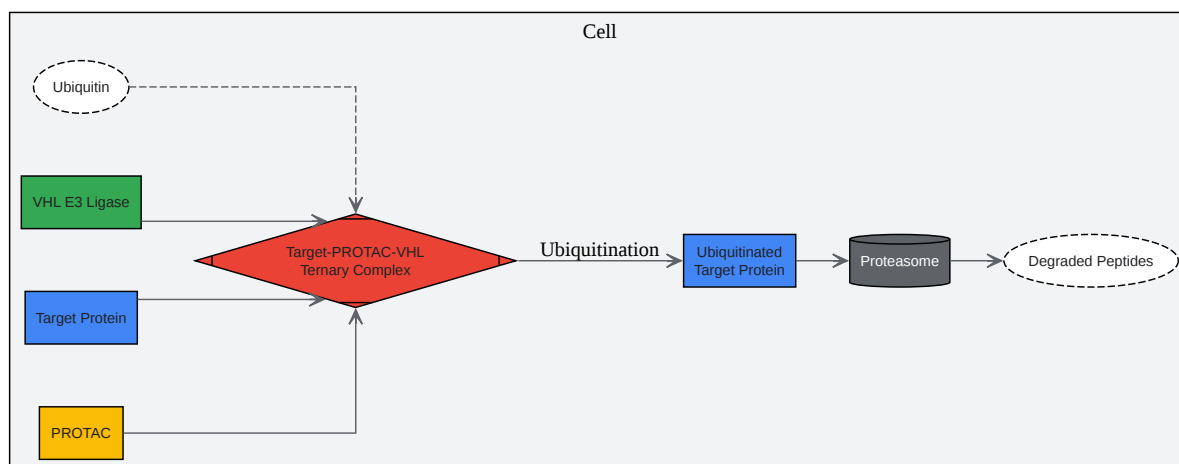 Cell
Ubiquitin
VHL E3 Ligase
Target-PROTAC-VHL
Ternary Complex
Ubiquitination
Ubiquitinated
Target Protein
Proteasome
Degraded Peptides
Target Protein
PROTAC